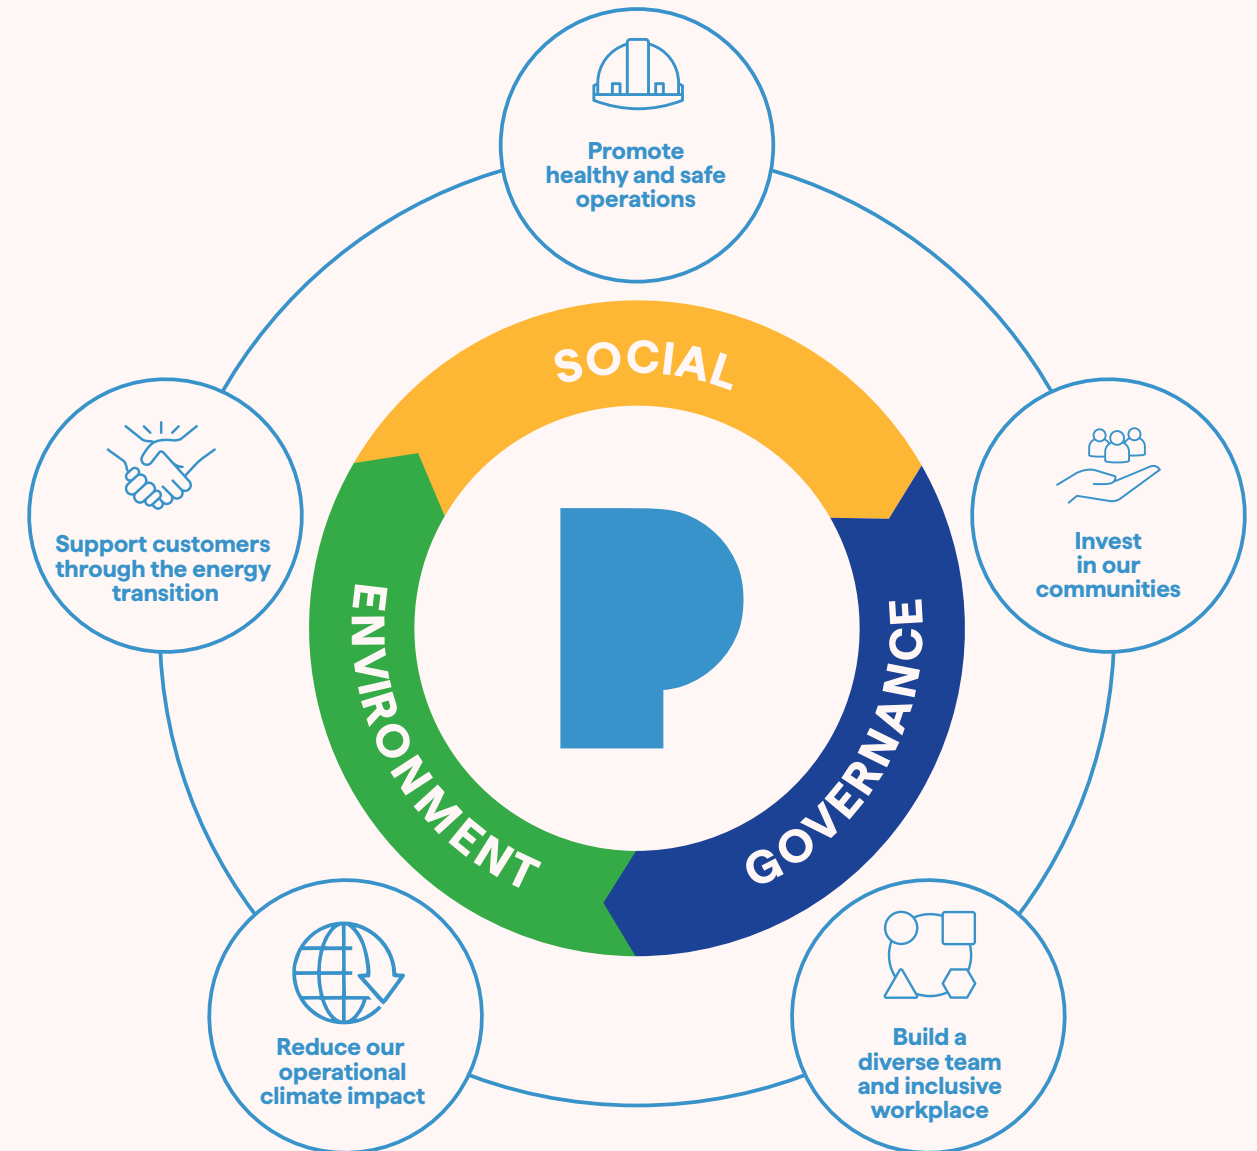 Promote
healthy and safe
operations
SOCIAL
Support customers
through the energy
transition
Invest
in our
communities
ENVIRONMENT
P
GOVERNANCE
Reduce our
operational
climate impact
Build a
diverse team
and inclusive
workplace